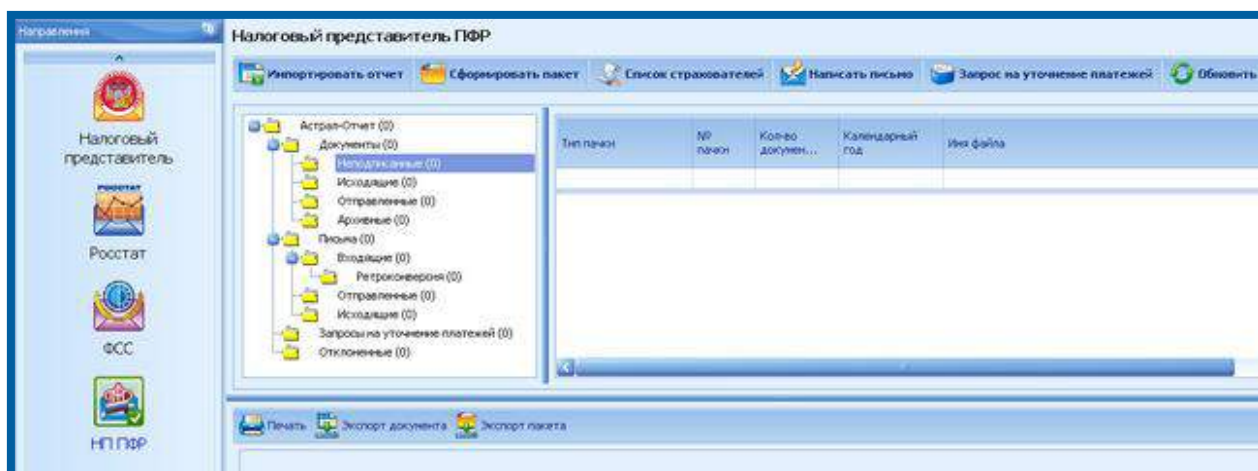 Направления
Налоговый представитель
РОССТАТ
Росстат
ФСС
НП ПФР
Налоговый представитель ПФР
Импортировать отчет Сформировать пакет Список страхователей Написать письмо Запрос на уточнение платежей Обновить
Астрал-Отчет (0)
Документы (0)
Неподписанные (0)
Исходящие (0)
Отправленные (0)
Архивные (0)
Письма (0)
Входящие (0)
Ретроконверсия (0)
Отправленные (0)
Исходящие (0)
Запросы на уточнение платежей (0)
Отклоненные (0)
Тип пачки № пачки Кол-во докумен... Календарный год Имя файла
Печать Экспорт документа Экспорт пакета